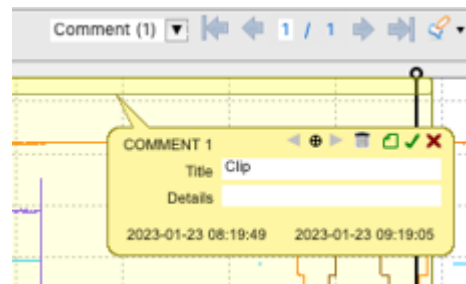 Comment (1) 1 / 1
COMMENT 1
Title Clip
Details
2023-01-23 08:19:49 2023-01-23 09:19:05